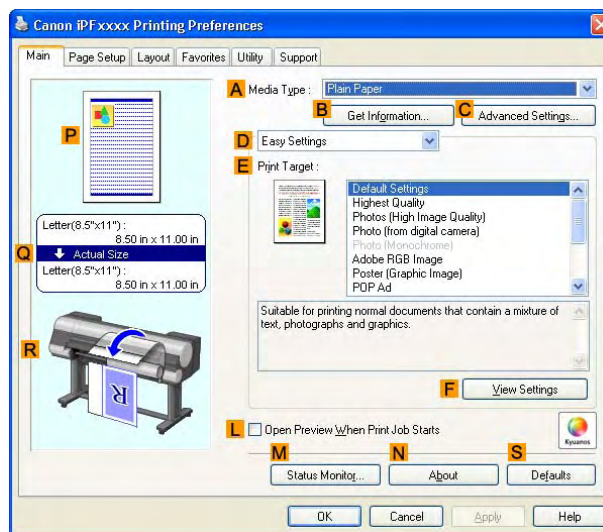 Canon iPFxxxx Printing Preferences
Main Page Setup Layout Favorites Utility Support
A Media Type : Plain Paper
B Get Information... C Advanced Settings...
D Easy Settings
E Print Target :
P
Default Settings
Highest Quality
Photos (High Image Quality)
Photo (from digital camera)
Photo (Monochrome)
Adobe RGB Image
Poster (Graphic Image)
POP Ad
Letter(8.5"x11") :
8.50 in x 11.00 in
Q Actual Size
Letter(8.5"x11") :
8.50 in x 11.00 in
Suitable for printing normal documents that contain a mixture of
text, photographs and graphics.
R
R
F View Settings
L Open Preview When Print Job Starts
Kyuanos
M Status Monitor... N About S Defaults
OK Cancel Apply Help